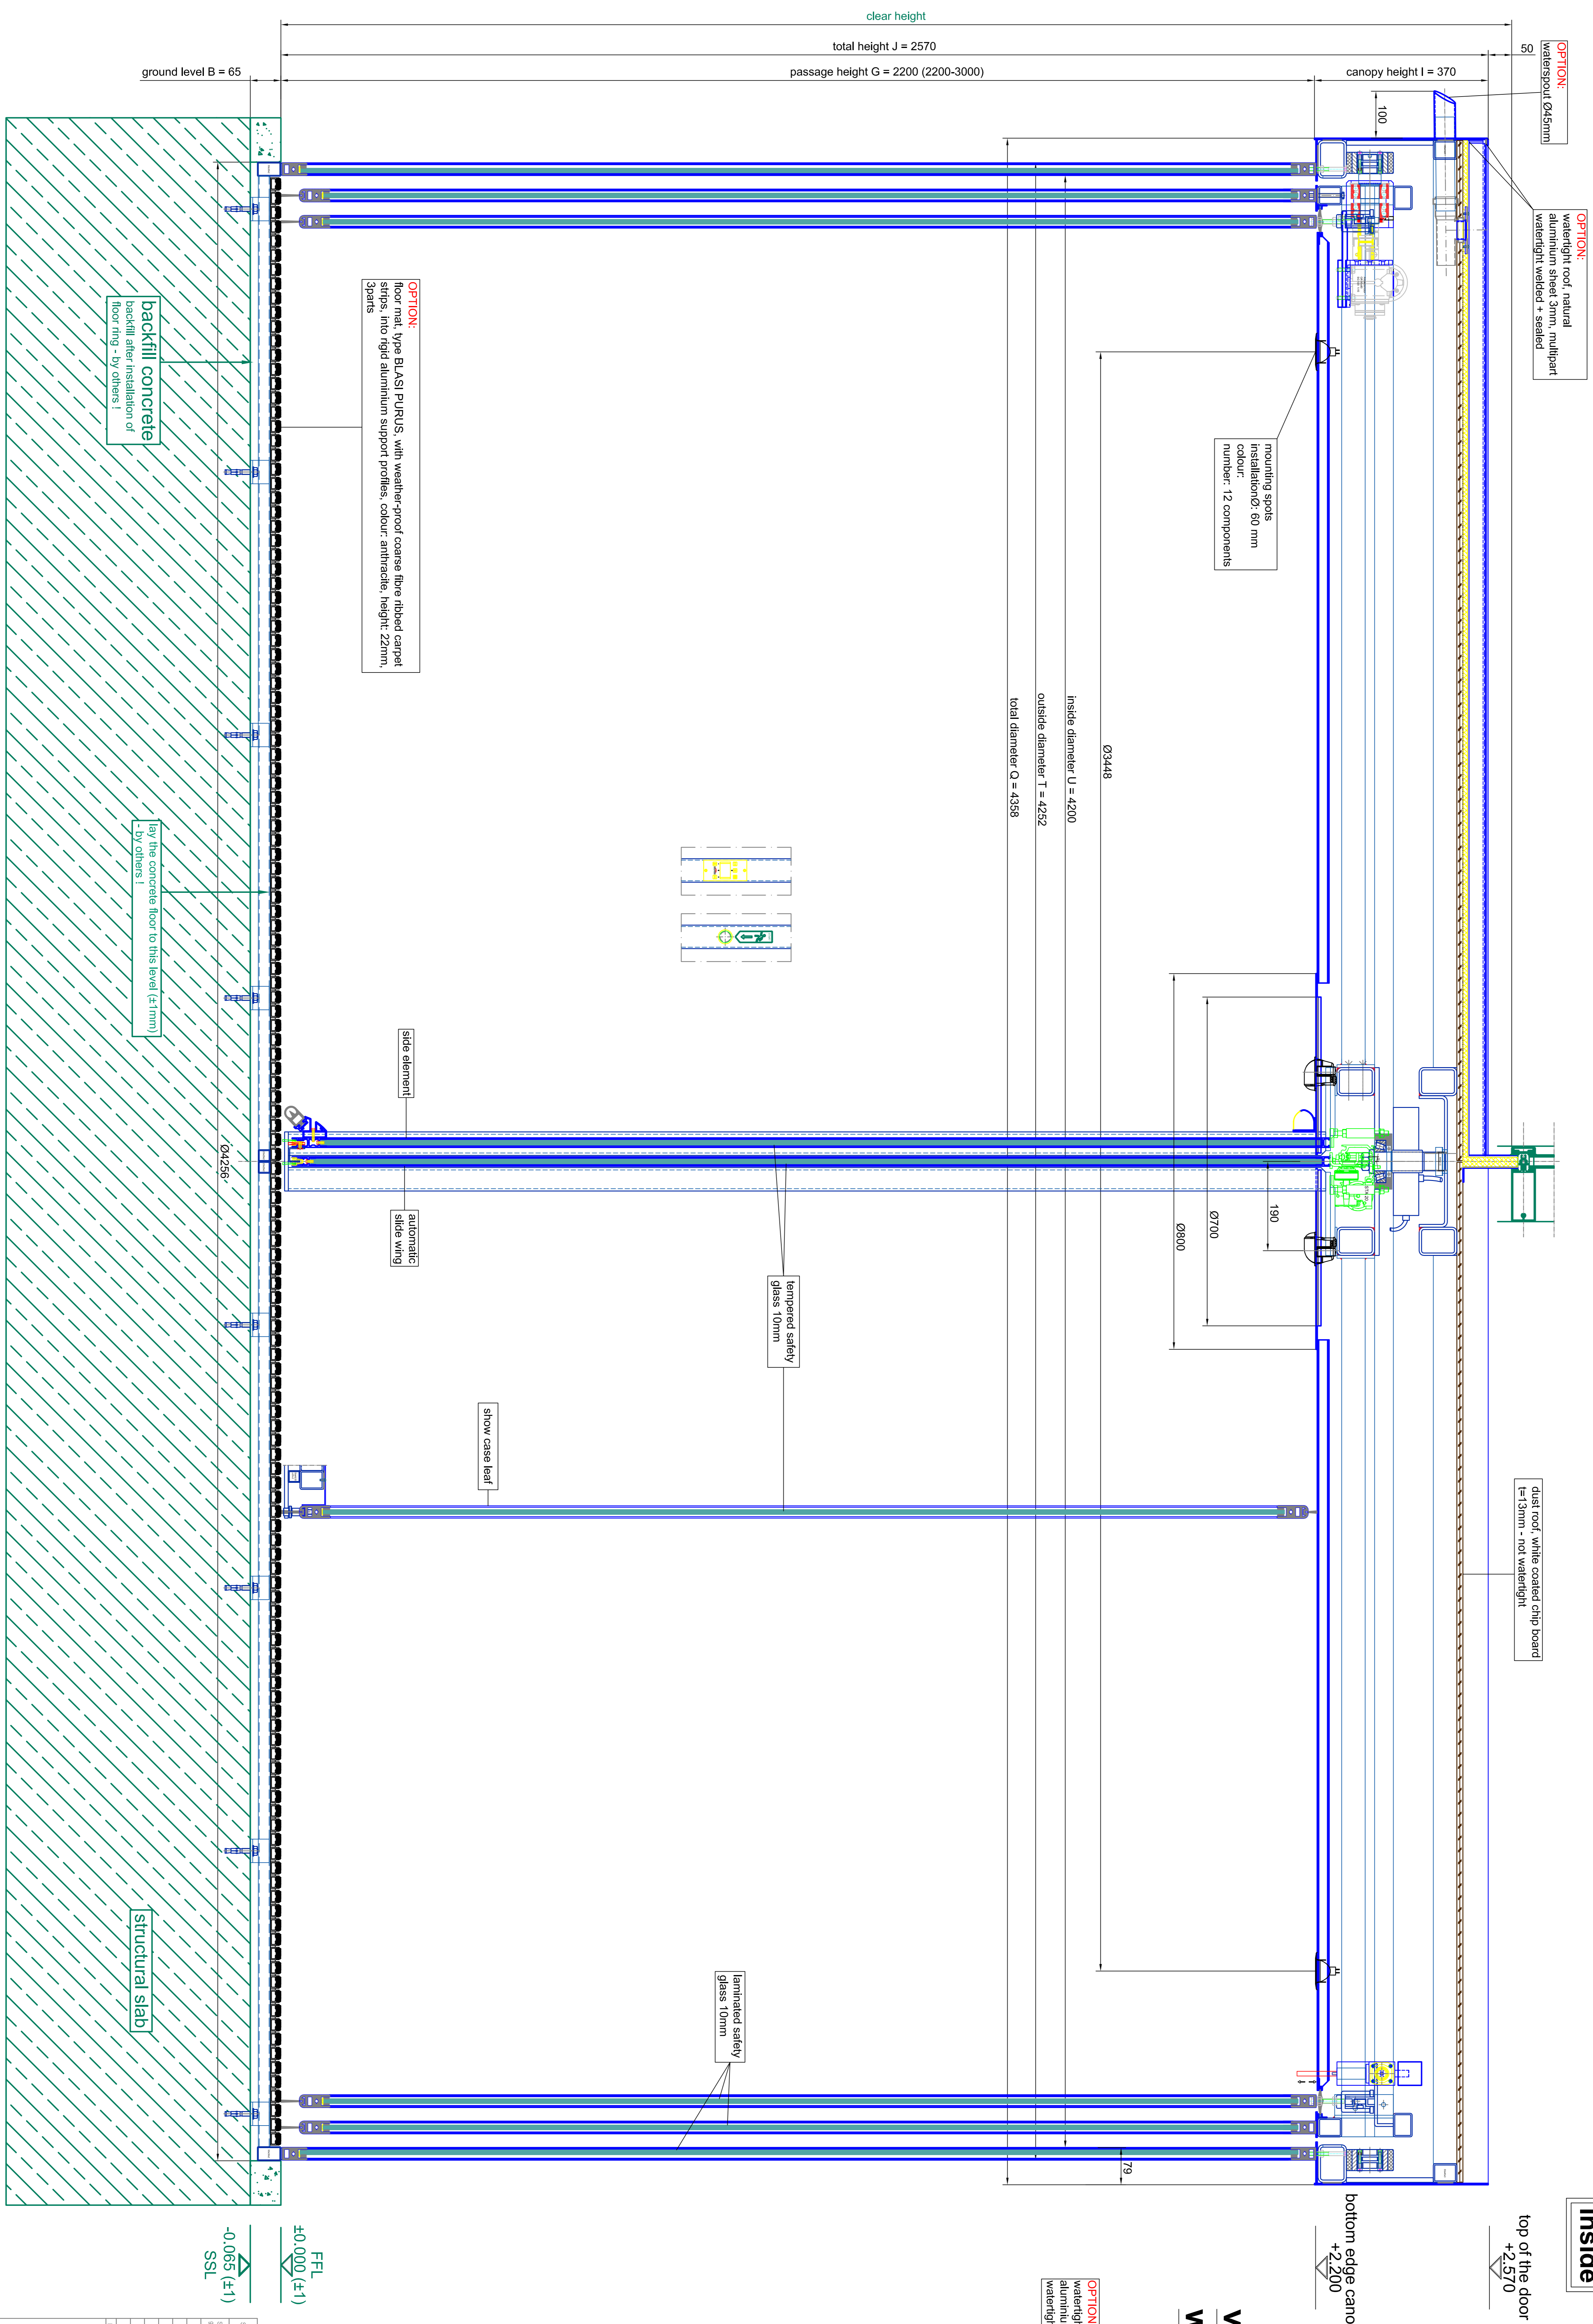 clear height
total height J = 2570
50
ground level B = 65
passage height G = 2200 (2200-3000)
canopy height I = 370
OPTION:
waterspout Ø45mm
100
OPTION:
watertight roof, natural
aluminium sheet 3mm, multipart
watertight welded + sealed
OPTION:
floor mat, type BLASI PURUS, with weather-proof coarse fibre ribbed carpet
strips, into rigid aluminium support profiles, colour: anthracite, height: 22mm,
3parts
backfill concrete
backfill after installation of
floor ring - by others !
mounting spots
installationØ: 60 mm
colour:
number: 12 components
Ø3448
inside diameter U = 4200
outside diameter T = 4252
total diameter Q = 4358
lay the concrete floor to this level (±1mm)
- by others !
side element
Ø4256
automatic
slide wing
190
Ø700
Ø800
tempered safety
glass 10mm
show case leaf
dust roof, white coated chip board
t=13mm - not watertight
structural slab
laminated safety
glass 10mm
79
inside
top of the door
+2.570
bottom edge cano
+2.200
FFL
±0.000 (±1)
-0.065 (±1)
SSL
OPTION:
watertig
aluminiu
watertigh